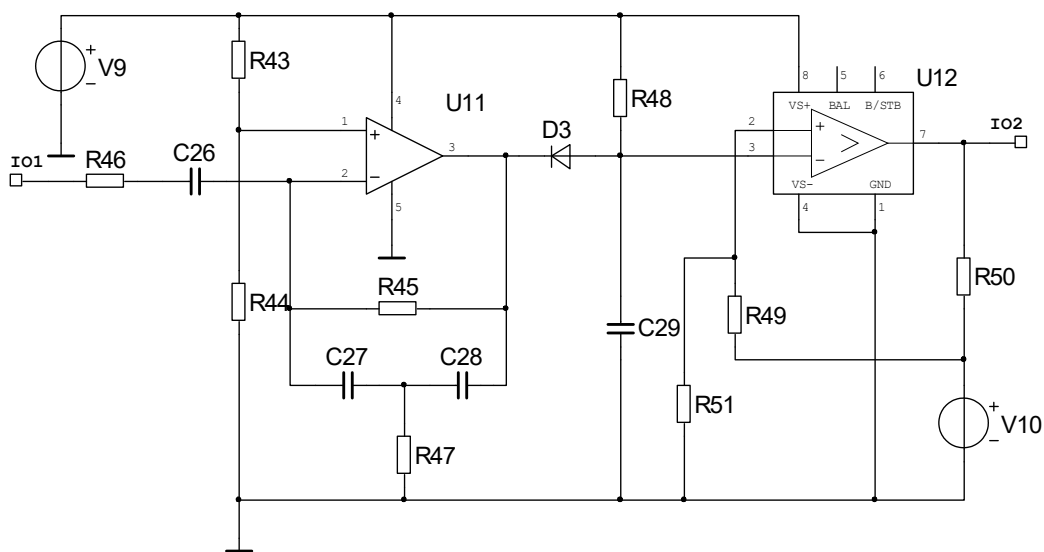 V9
+
−
R43
4
U11
R48
8
5
6
U12
VS+
BAL
B/STB
IO1
R46
C26
1
+
2
−
3
5
D3
2
3
+
−
7
IO2
VS-
GND
4
1
R44
R45
C27
C28
R47
C29
R49
R51
R50
+
−
V10